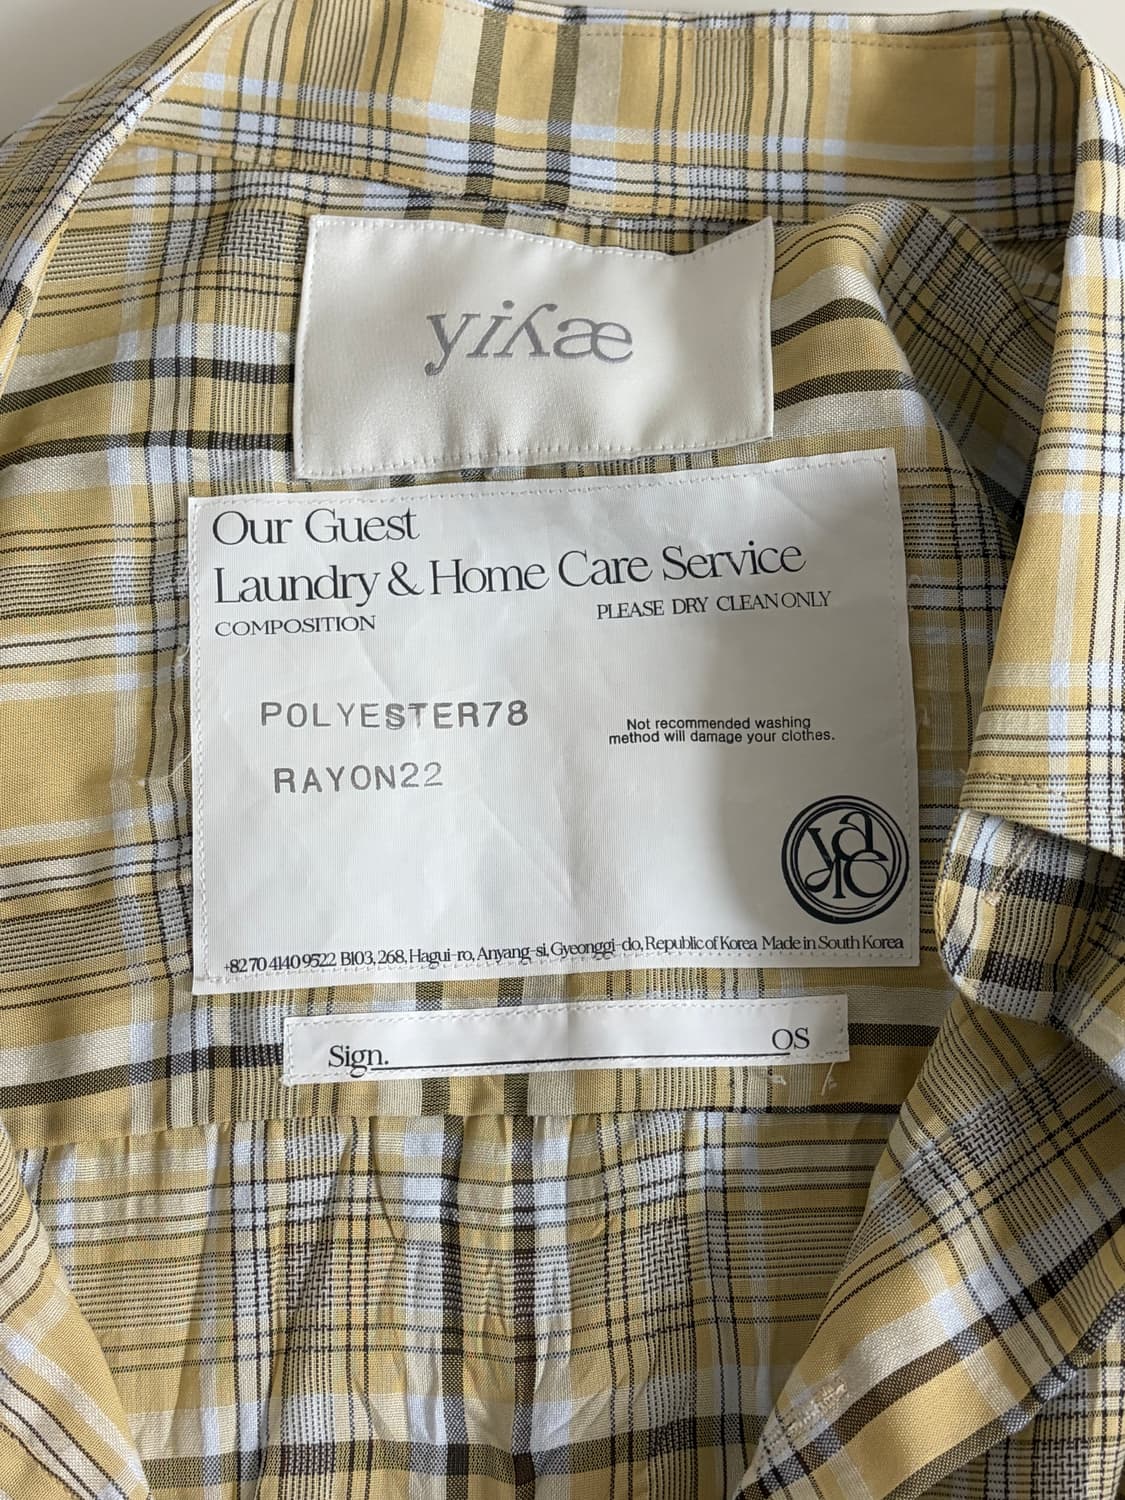 yiʎæ
Our Guest
Laundry & Home Care Service
COMPOSITION
PLEASE DRY CLEAN ONLY
POLYESTER78
RAYON22
Not recommended washing
method will damage your clothes.
+82 70 4140 9522 B103, 268, Hagui-ro, Anyang-si, Gyeonggi-do, Republic of Korea Made in South Korea
Sign. OS